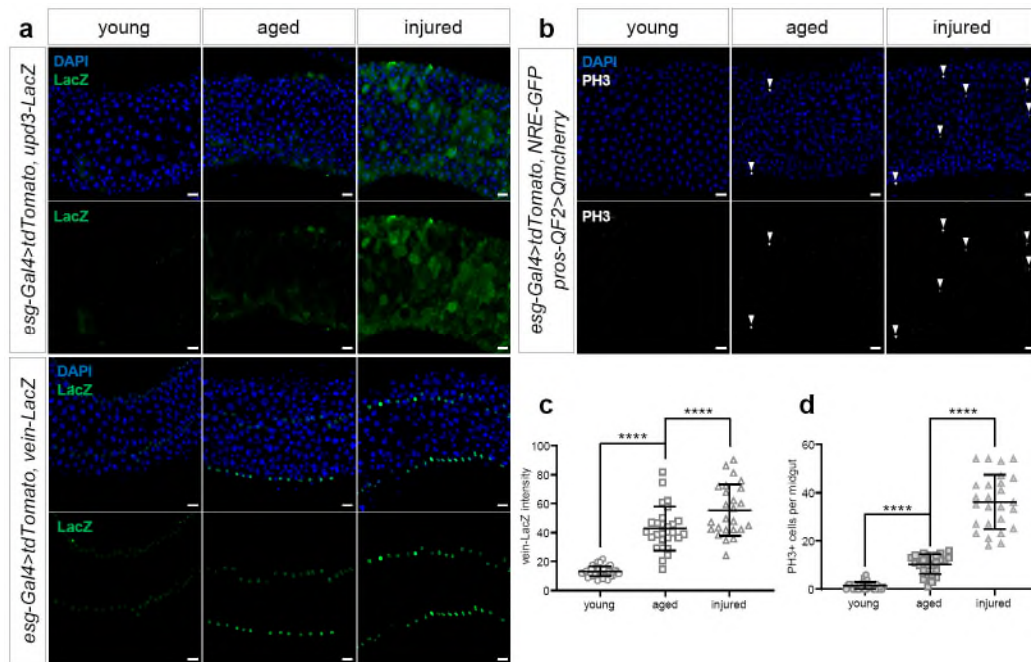 a
young
aged
injured
esg-Gal4>tdTomato, upd3-LacZ
DAPI
LacZ
LacZ
esg-Gal4>tdTomato, vein-LacZ
DAPI
LacZ
LacZ
b
young
aged
injured
esg-Gal4>tdTomato, NRE-GFP
pros-QF2>Qmcherry
DAPI
PH3
PH3
c
vein-LacZ intensity
100
80
60
40
20
0
****
****
young
aged
injured
d
PH3+ cells per midgut
60
40
20
0
****
****
young
aged
injured